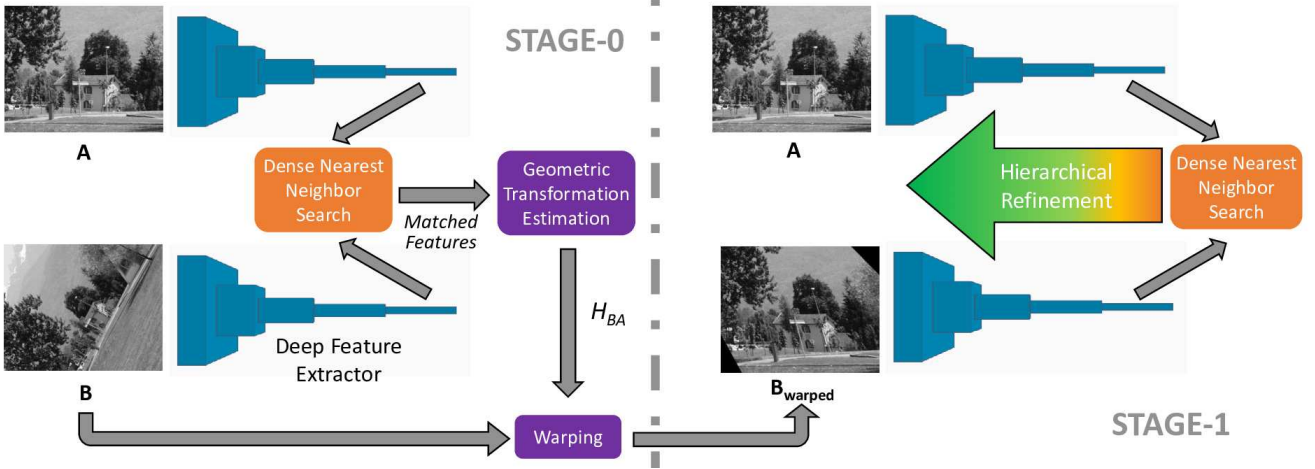 STAGE-0
A
Dense Nearest
Neighbor
Search
Matched
Features
Geometric
Transformation
Estimation
H_BA
Deep Feature
Extractor
B
Warping
A
Hierarchical
Refinement
Dense Nearest
Neighbor
Search
B_warped
STAGE-1